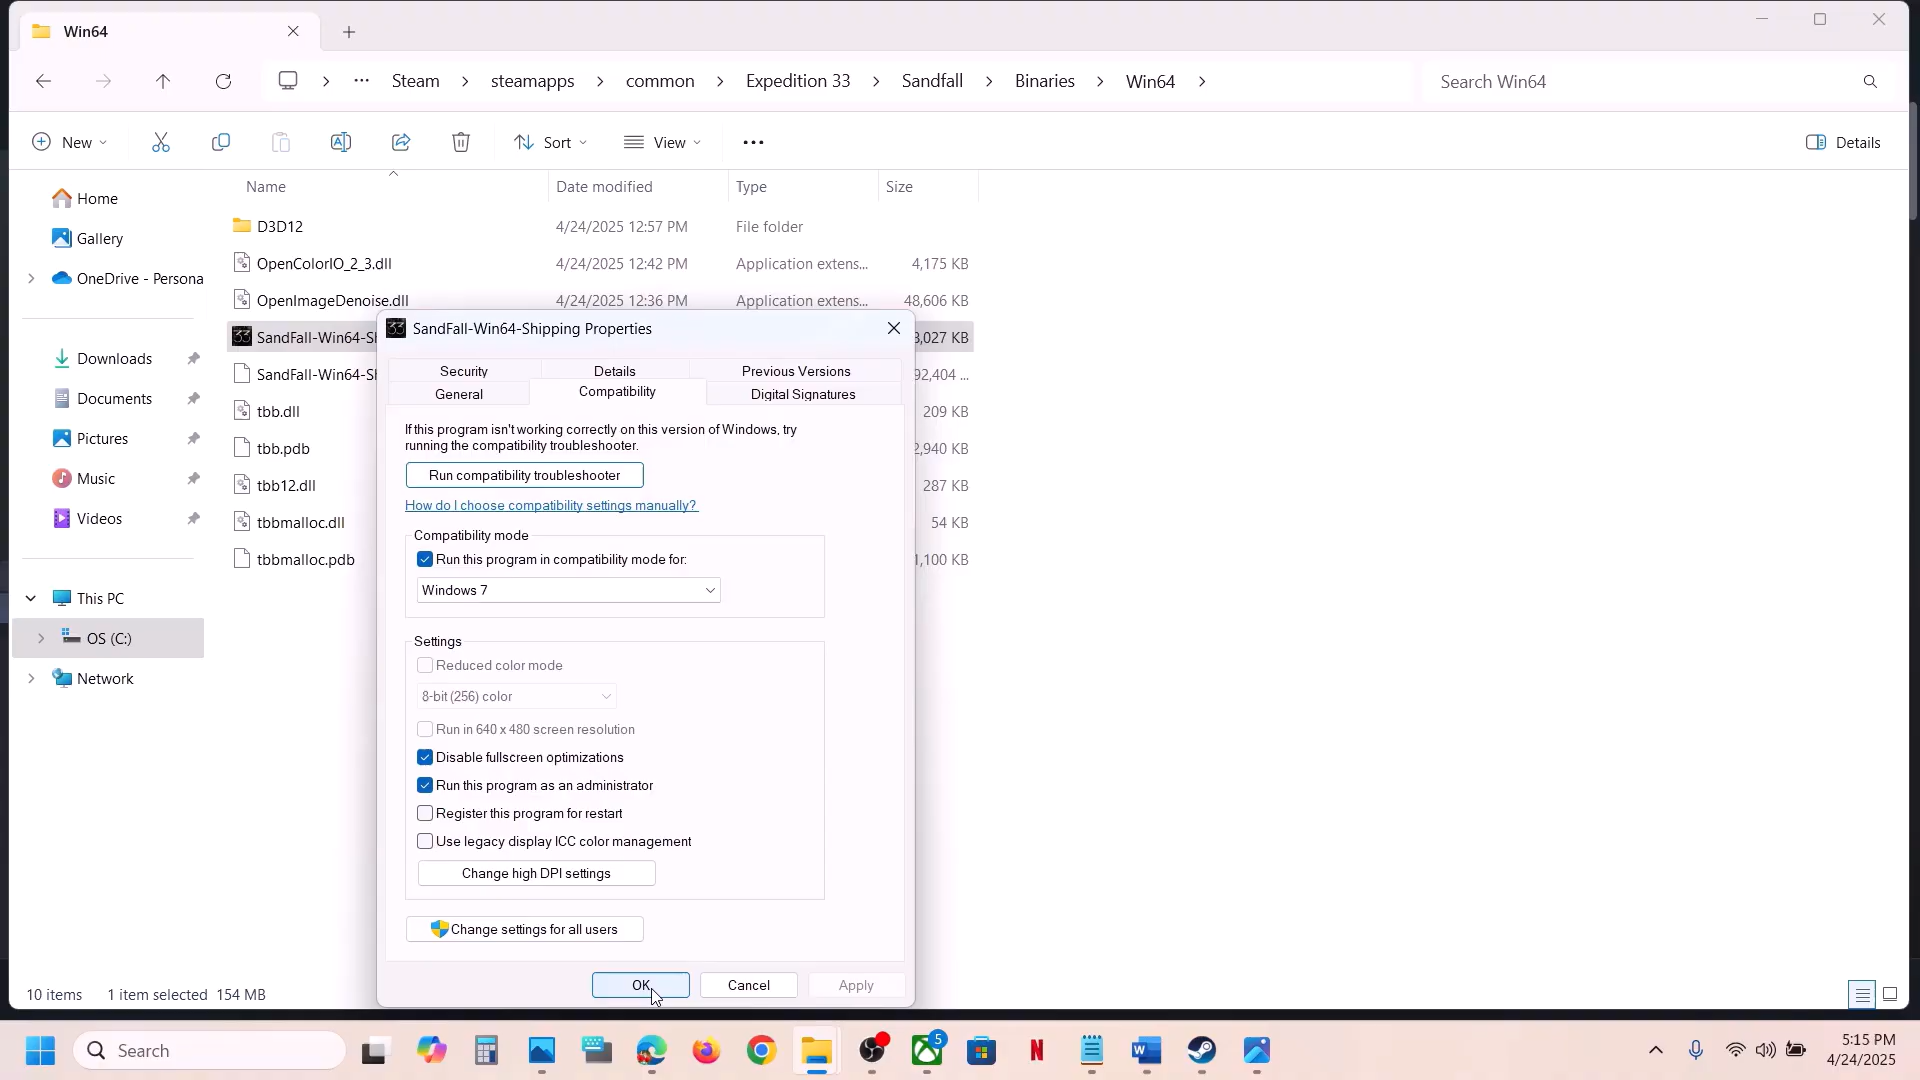 Win64
Steam
steamapps
common
Expedition 33
Sandfall
Binaries
Win64
Search Win64
New
Sort
View
Details
Name
Date modified
Type
Size
Home
Gallery
OneDrive - Persona
Downloads
Documents
Pictures
Music
Videos
This PC
OS (C:)
Network
D3D12
4/24/2025 12:57 PM
File folder
OpenColorIO_2_3.dll
4/24/2025 12:42 PM
Application extens...
4,175 KB
OpenImageDenoise.dll
4/24/2025 12:36 PM
Application extens...
48,606 KB
SandFall-Win64-S
,027 KB
SandFall-Win64-S
92,404 ...
tbb.dll
209 KB
tbb.pdb
2,940 KB
tbb12.dll
287 KB
tbbmalloc.dll
54 KB
tbbmalloc.pdb
1,100 KB
33 SandFall-Win64-Shipping Properties
Security
Details
Previous Versions
General
Compatibility
Digital Signatures
If this program isn't working correctly on this version of Windows, try
running the compatibility troubleshooter.
Run compatibility troubleshooter
How do I choose compatibility settings manually?
Compatibility mode
Run this program in compatibility mode for:
Windows 7
Settings
Reduced color mode
8-bit (256) color
Run in 640 x 480 screen resolution
Disable fullscreen optimizations
Run this program as an administrator
Register this program for restart
Use legacy display ICC color management
Change high DPI settings
Change settings for all users
OK
Cancel
Apply
10 items
1 item selected 154 MB
Search
5
5:15 PM
4/24/2025